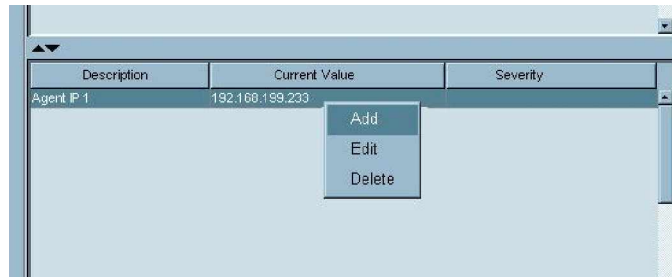 Description Current Value Severity
Agent IP 1 192.168.199.233
Add
Edit
Delete